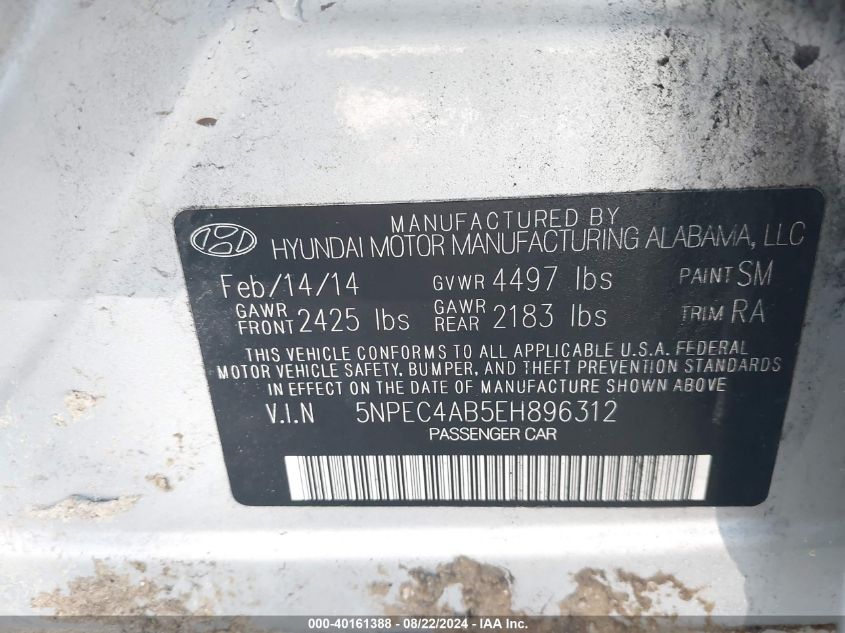 MANUFACTURED BY
HYUNDAI MOTOR MANUFACTURING ALABAMA, LLC
Feb/14/14 GVWR 4497 lbs PAINT SM
GAWR FRONT 2425 lbs GAWR REAR 2183 lbs TRIM RA
THIS VEHICLE CONFORMS TO ALL APPLICABLE U.S.A. FEDERAL
MOTOR VEHICLE SAFETY, BUMPER, AND THEFT PREVENTION STANDARDS
IN EFFECT ON THE DATE OF MANUFACTURE SHOWN ABOVE
V.I.N 5NPEC4AB5EH896312
PASSENGER CAR
000-40161388 - 08/22/2024 - IAA Inc.